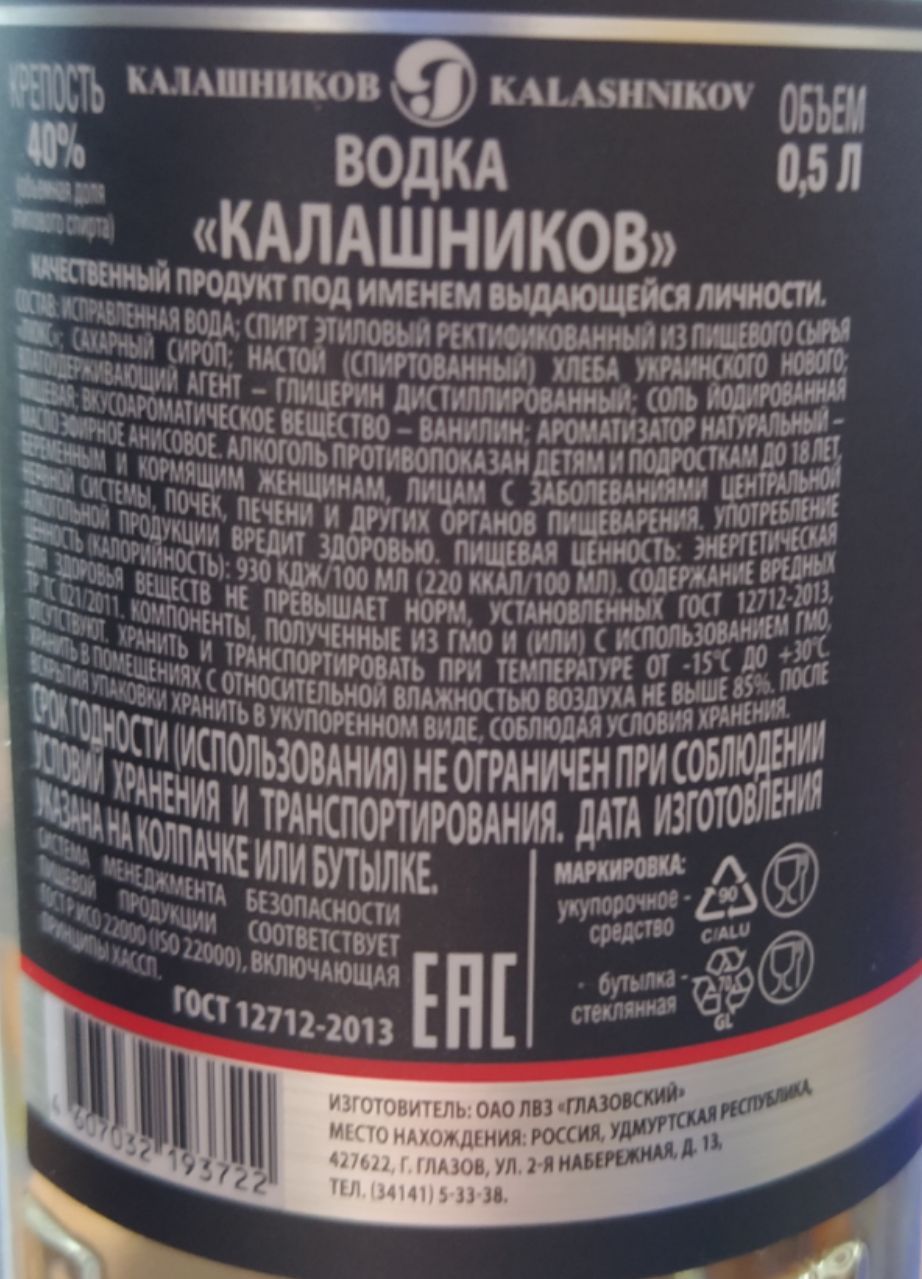 КАЛАШНИКОВ KALASHNIKOV
КРЕПОСТЬ
40%
(объемная доля
этилового спирта)
ОБЪЕМ
0,5 Л
ВОДКА
«КАЛАШНИКОВ»
КАЧЕСТВЕННЫЙ ПРОДУКТ ПОД ИМЕНЕМ ВЫДАЮЩЕЙСЯ ЛИЧНОСТИ.
СОСТАВ: ИСПРАВЛЕННАЯ ВОДА; СПИРТ ЭТИЛОВЫЙ РЕКТИФИКОВАННЫЙ ИЗ ПИЩЕВОГО СЫРЬЯ
«ЛЮКС»; САХАРНЫЙ СИРОП; НАСТОЙ (СПИРТОВАННЫЙ) ХЛЕБА УКРАИНСКОГО НОВОГО;
ВЛАГОУДЕРЖИВАЮЩИЙ АГЕНТ – ГЛИЦЕРИН ДИСТИЛЛИРОВАННЫЙ; СОЛЬ ЙОДИРОВАННАЯ
ПИЩЕВАЯ; ВКУСОАРОМАТИЧЕСКОЕ ВЕЩЕСТВО – ВАНИЛИН; АРОМАТИЗАТОР НАТУРАЛЬНЫЙ –
МАСЛО ЭФИРНОЕ АНИСОВОЕ. АЛКОГОЛЬ ПРОТИВОПОКАЗАН ДЕТЯМ И ПОДРОСТКАМ ДО 18 ЛЕТ,
БЕРЕМЕННЫМ И КОРМЯЩИМ ЖЕНЩИНАМ, ЛИЦАМ С ЗАБОЛЕВАНИЯМИ ЦЕНТРАЛЬНОЙ
НЕРВНОЙ СИСТЕМЫ, ПОЧЕК, ПЕЧЕНИ И ДРУГИХ ОРГАНОВ ПИЩЕВАРЕНИЯ. УПОТРЕБЛЕНИЕ
АЛКОГОЛЬНОЙ ПРОДУКЦИИ ВРЕДИТ ЗДОРОВЬЮ. ПИЩЕВАЯ ЦЕННОСТЬ: ЭНЕРГЕТИЧЕСКАЯ
ЦЕННОСТЬ (КАЛОРИЙНОСТЬ): 930 КДЖ/100 МЛ (220 ККАЛ/100 МЛ). СОДЕРЖАНИЕ ВРЕДНЫХ
ДЛЯ ЗДОРОВЬЯ ВЕЩЕСТВ НЕ ПРЕВЫШАЕТ НОРМ, УСТАНОВЛЕННЫХ ГОСТ 12712-2013,
ТР ТС 021/2011. КОМПОНЕНТЫ, ПОЛУЧЕННЫЕ ИЗ ГМО И (ИЛИ) С ИСПОЛЬЗОВАНИЕМ ГМО,
ОТСУТСТВУЮТ. ХРАНИТЬ И ТРАНСПОРТИРОВАТЬ ПРИ ТЕМПЕРАТУРЕ ОТ -15°С ДО +30°С.
ХРАНИТЬ В ПОМЕЩЕНИЯХ С ОТНОСИТЕЛЬНОЙ ВЛАЖНОСТЬЮ ВОЗДУХА НЕ ВЫШЕ 85%. ПОСЛЕ
ВСКРЫТИЯ УПАКОВКИ ХРАНИТЬ В УКУПОРЕННОМ ВИДЕ, СОБЛЮДАЯ УСЛОВИЯ ХРАНЕНИЯ.
СРОК ГОДНОСТИ (ИСПОЛЬЗОВАНИЯ) НЕ ОГРАНИЧЕН ПРИ СОБЛЮДЕНИИ
УСЛОВИЙ ХРАНЕНИЯ И ТРАНСПОРТИРОВАНИЯ. ДАТА ИЗГОТОВЛЕНИЯ
УКАЗАНА НА КОЛПАЧКЕ ИЛИ БУТЫЛКЕ.
СИСТЕМА МЕНЕДЖМЕНТА БЕЗОПАСНОСТИ
ПИЩЕВОЙ ПРОДУКЦИИ СООТВЕТСТВУЕТ
ГОСТ Р ИСО 22000 (ISO 22000), ВКЛЮЧАЮЩАЯ
ПРИНЦИПЫ ХАССП.
ГОСТ 12712-2013
EAC
МАРКИРОВКА:
укупорочное -
средство
90
C/ALU
- бутылка -
стеклянная
70
GL
4 607032 193722
ИЗГОТОВИТЕЛЬ: ОАО ЛВЗ «ГЛАЗОВСКИЙ»
МЕСТО НАХОЖДЕНИЯ: РОССИЯ, УДМУРТСКАЯ РЕСПУБЛИКА,
427622, Г. ГЛАЗОВ, УЛ. 2-Я НАБЕРЕЖНАЯ, Д. 13,
ТЕЛ. (34141) 5-33-38.